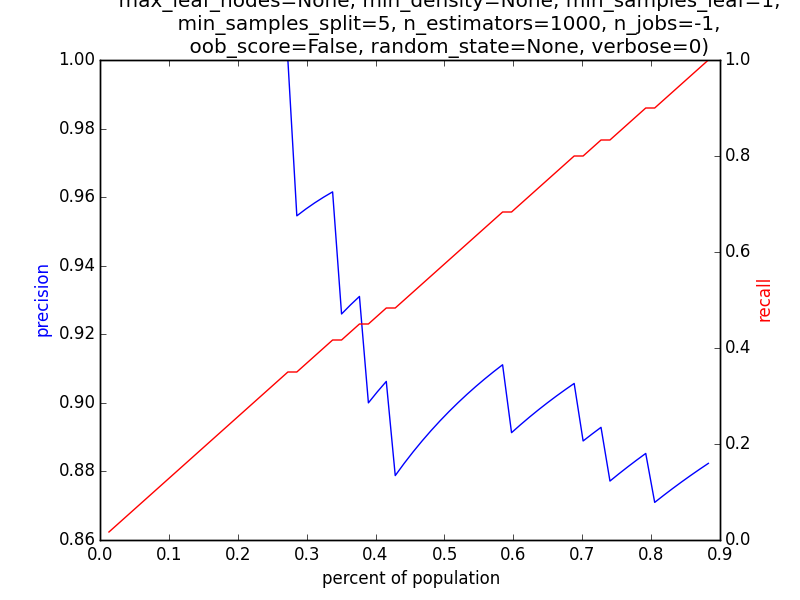 max_leaf_nodes=None, min_density=None, min_samples_leaf=1,
min_samples_split=5, n_estimators=1000, n_jobs=-1,
oob_score=False, random_state=None, verbose=0)
1.00
0.98
0.96
0.94
0.92
0.90
0.88
0.86
precision
1.0
0.8
0.6
0.4
0.2
0.0
recall
0.0 0.1 0.2 0.3 0.4 0.5 0.6 0.7 0.8 0.9
percent of population